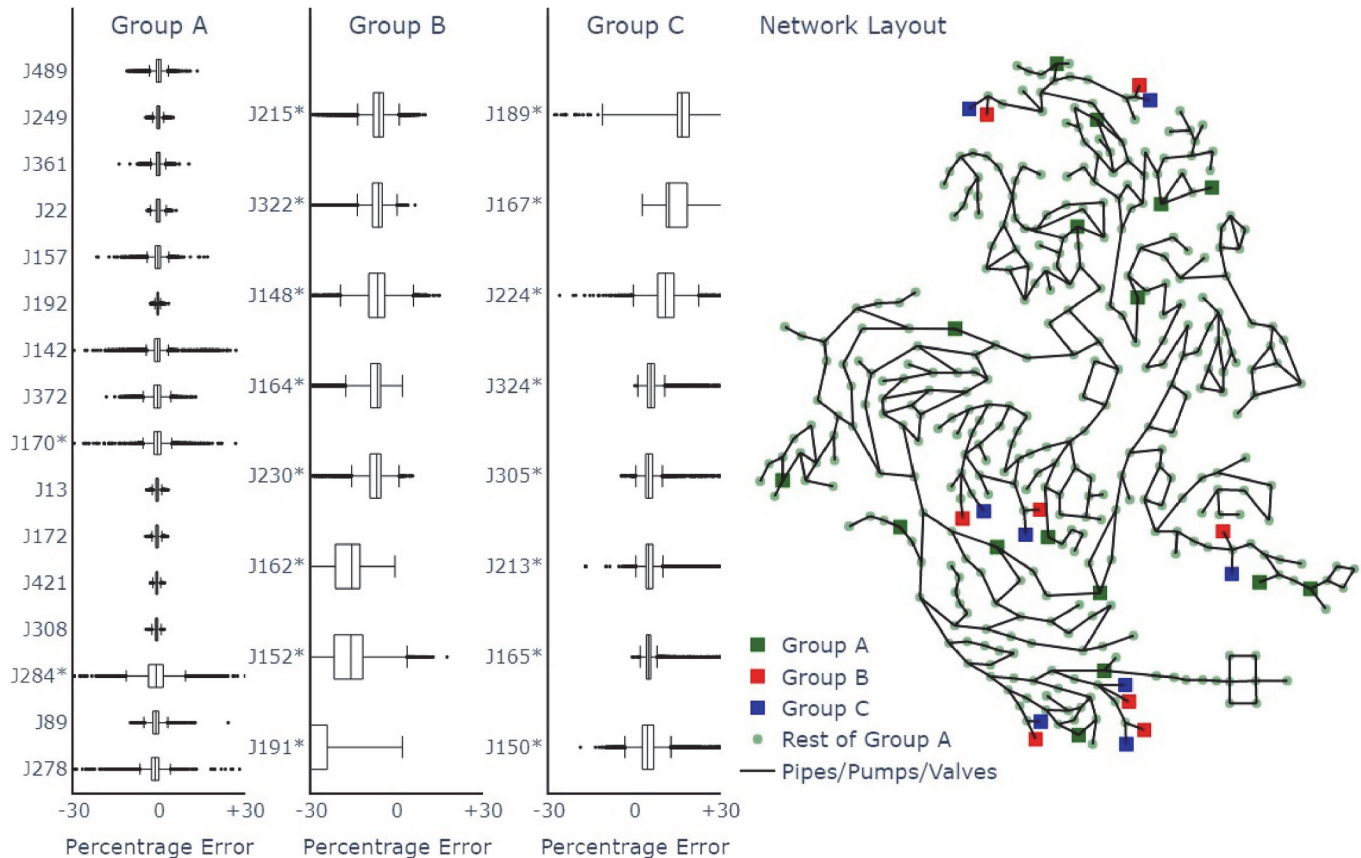 Group A
J489
J249
J361
J22
J157
J192
J142
J372
J170*
J13
J172
J421
J308
J284*
J89
J278
-30 0 +30
Percentrage Error
Group B
J215*
J322*
J148*
J164*
J230*
J162*
J152*
J191*
-30 0 +30
Percentrage Error
Group C
J189*
J167*
J224*
J324*
J305*
J213*
J165*
J150*
-30 0 +30
Percentrage Error
Network Layout
Group A
Group B
Group C
Rest of Group A
Pipes/Pumps/Valves